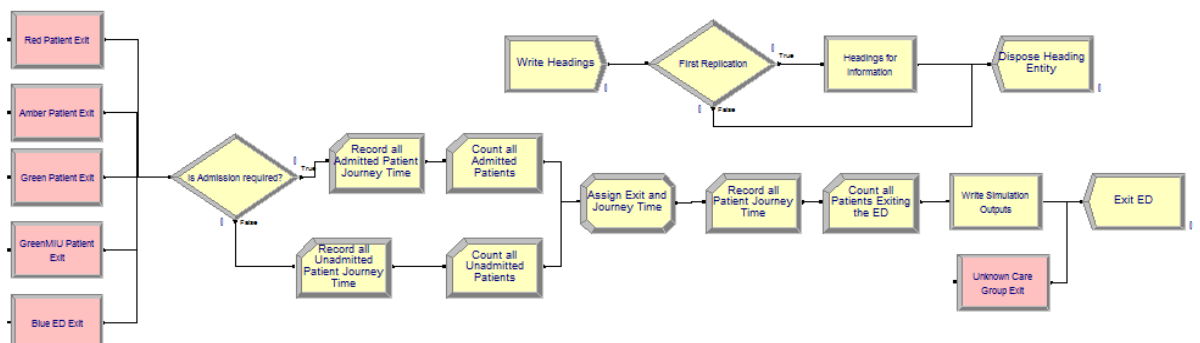 Red Patient Exit
Amber Patient Exit
Green Patient Exit
GreenMIU Patient
Exit
Blue ED Exit
Write Headings
First Replication
True
False
Headings for
Information
Dispose Heading
Entity
Is Admission required?
True
False
Record all
Admitted Patient
Journey Time
Count all
Admitted
Patients
Record all
Unadmitted
Patient Journey
Time
Count all
Unadmitted
Patients
Assign Exit and
Journey Time
Record all
Patient Journey
Time
Count all
Patients Exiting
the ED
Write Simulation
Outputs
Exit ED
Unknown Care
Group Exit